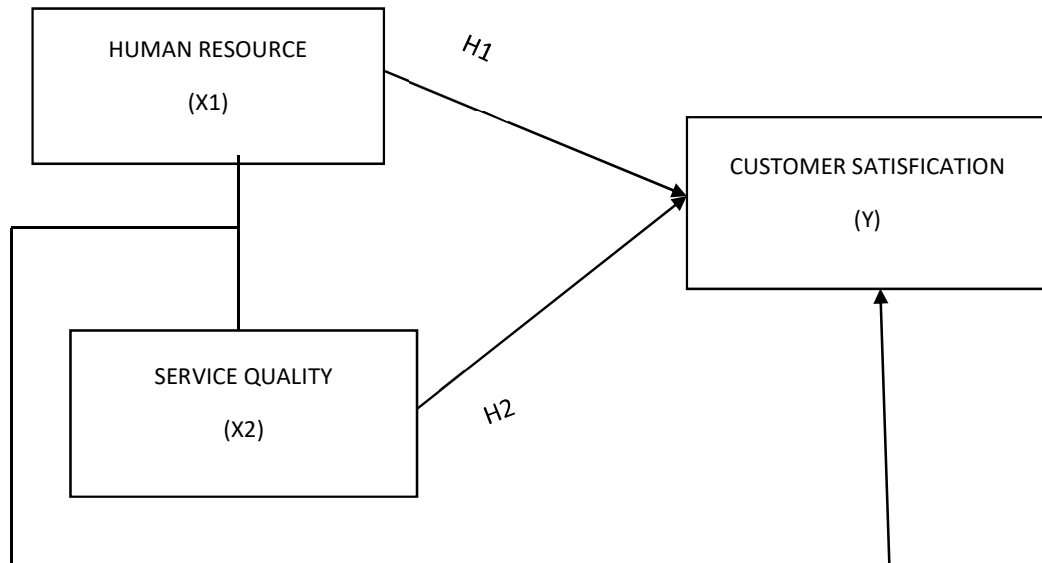 HUMAN RESOURCE
(X1)
H1
CUSTOMER SATISFICATION
(Y)
SERVICE QUALITY
(X2)
H2